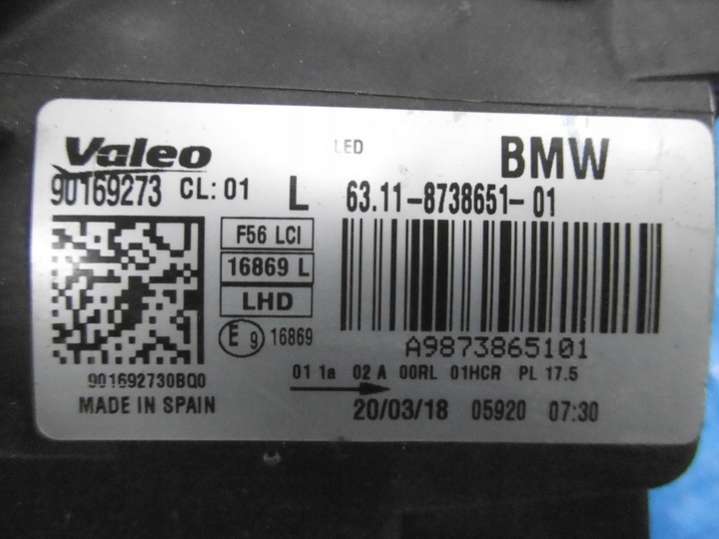 Valeo
LED
BMW
90169273 CL: 01 L 63.11-8738651-01
F56 LCI
16869 L
LHD
E 9 16869
A9873865101
901692730BQ0
01 1a 02 A 00RL 01HCR PL 17.5
MADE IN SPAIN
20/03/18 05920 07:30